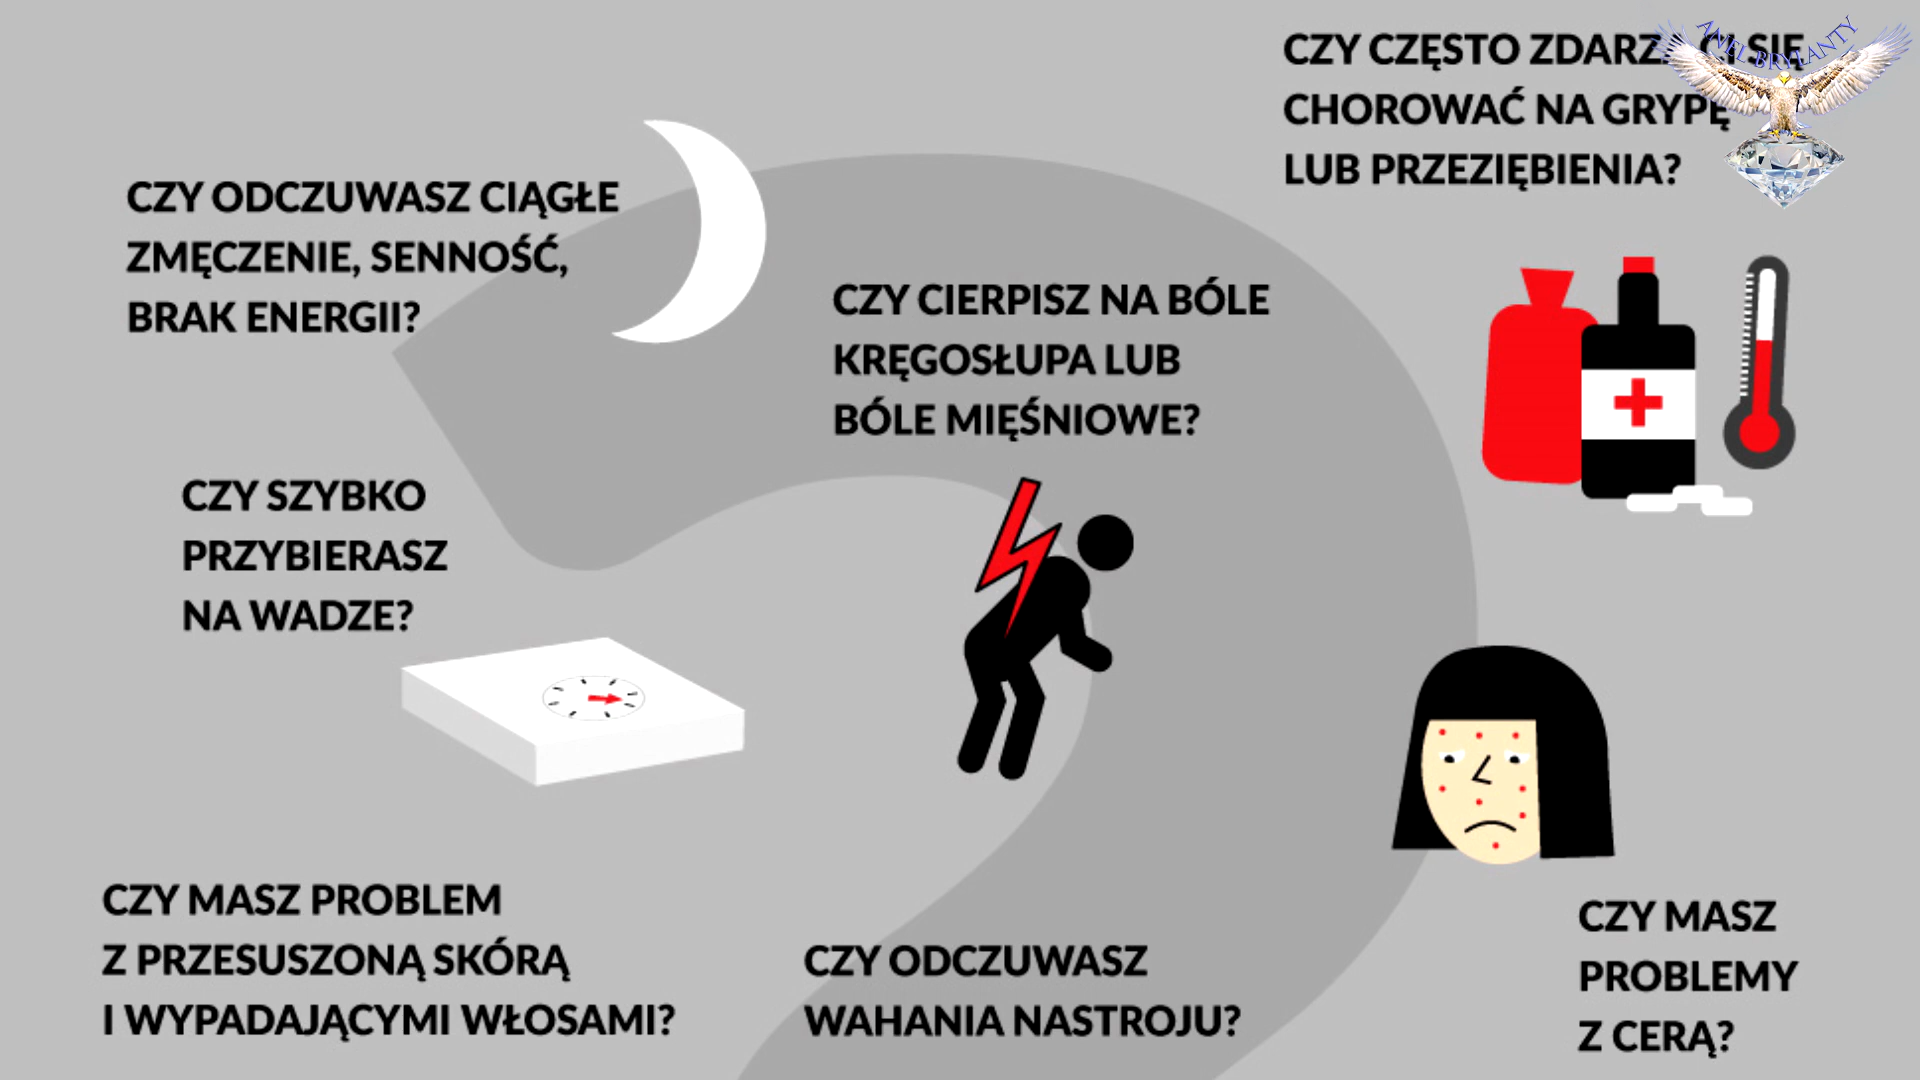 CZY ODCZUWASZ CIĄGŁE
ZMĘCZENIE, SENNOŚĆ,
BRAK ENERGII?
CZY CZĘSTO ZDARZA CI SIĘ
CHOROWAĆ NA GRYPĘ
LUB PRZEZIĘBIENIA?
CZY CIERPISZ NA BÓLE
KRĘGOSŁUPA LUB
BÓLE MIĘŚNIOWE?
CZY SZYBKO
PRZYBIERASZ
NA WADZE?
CZY MASZ PROBLEM
Z PRZESUSZONĄ SKÓRĄ
I WYPADAJĄCYMI WŁOSAMI?
CZY ODCZUWASZ
WAHANIA NASTROJU?
CZY MASZ
PROBLEMY
Z CERĄ?
BRYLANTY